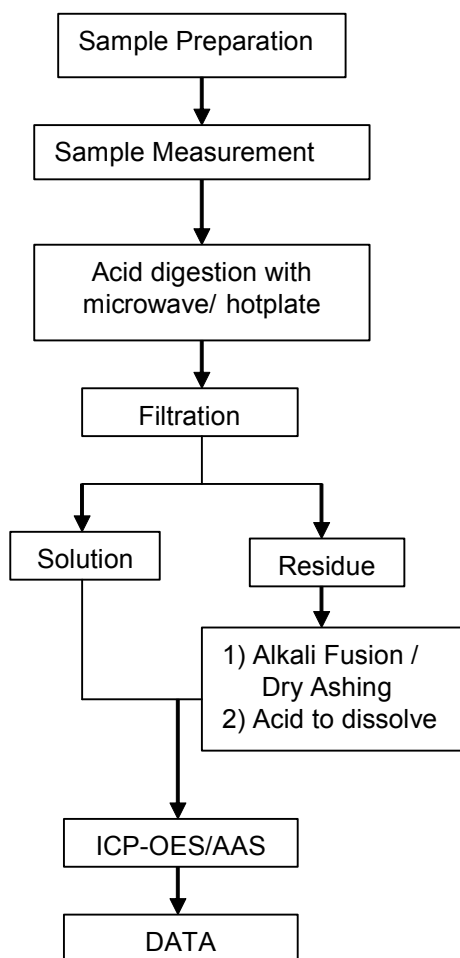 Sample Preparation
Sample Measurement
Acid digestion with
microwave/ hotplate
Filtration
Solution
Residue
1) Alkali Fusion /
Dry Ashing
2) Acid to dissolve
ICP-OES/AAS
DATA